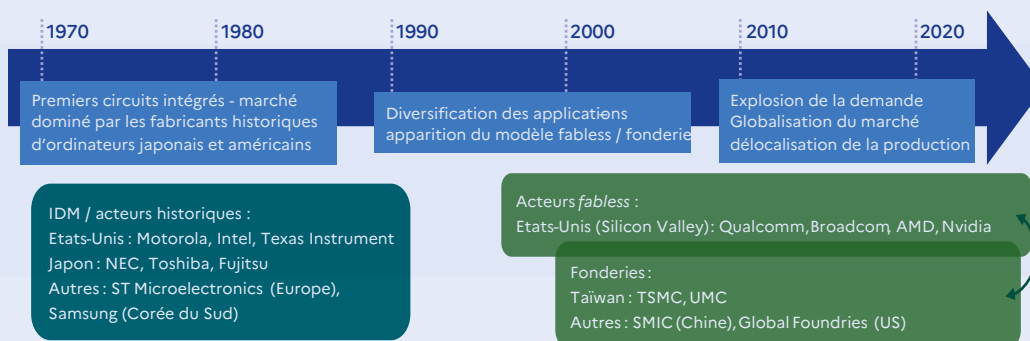 1970 1980 1990 2000 2010 2020
Premiers circuits intégrés - marché
dominé par les fabricants historiques
d'ordinateurs japonais et américains
Diversification des applications
apparition du modèle fabless / fonderie
Explosion de la demande
Globalisation du marché
délocalisation de la production
IDM / acteurs historiques :
Etats-Unis : Motorola, Intel, Texas Instrument
Japon : NEC, Toshiba, Fujitsu
Autres : ST Microelectronics (Europe),
Samsung (Corée du Sud)
Acteurs fabless :
Etats-Unis (Silicon Valley) : Qualcomm, Broadcom, AMD, Nvidia
Fonderies :
Taïwan : TSMC, UMC
Autres : SMIC (Chine), Global Foundries (US)